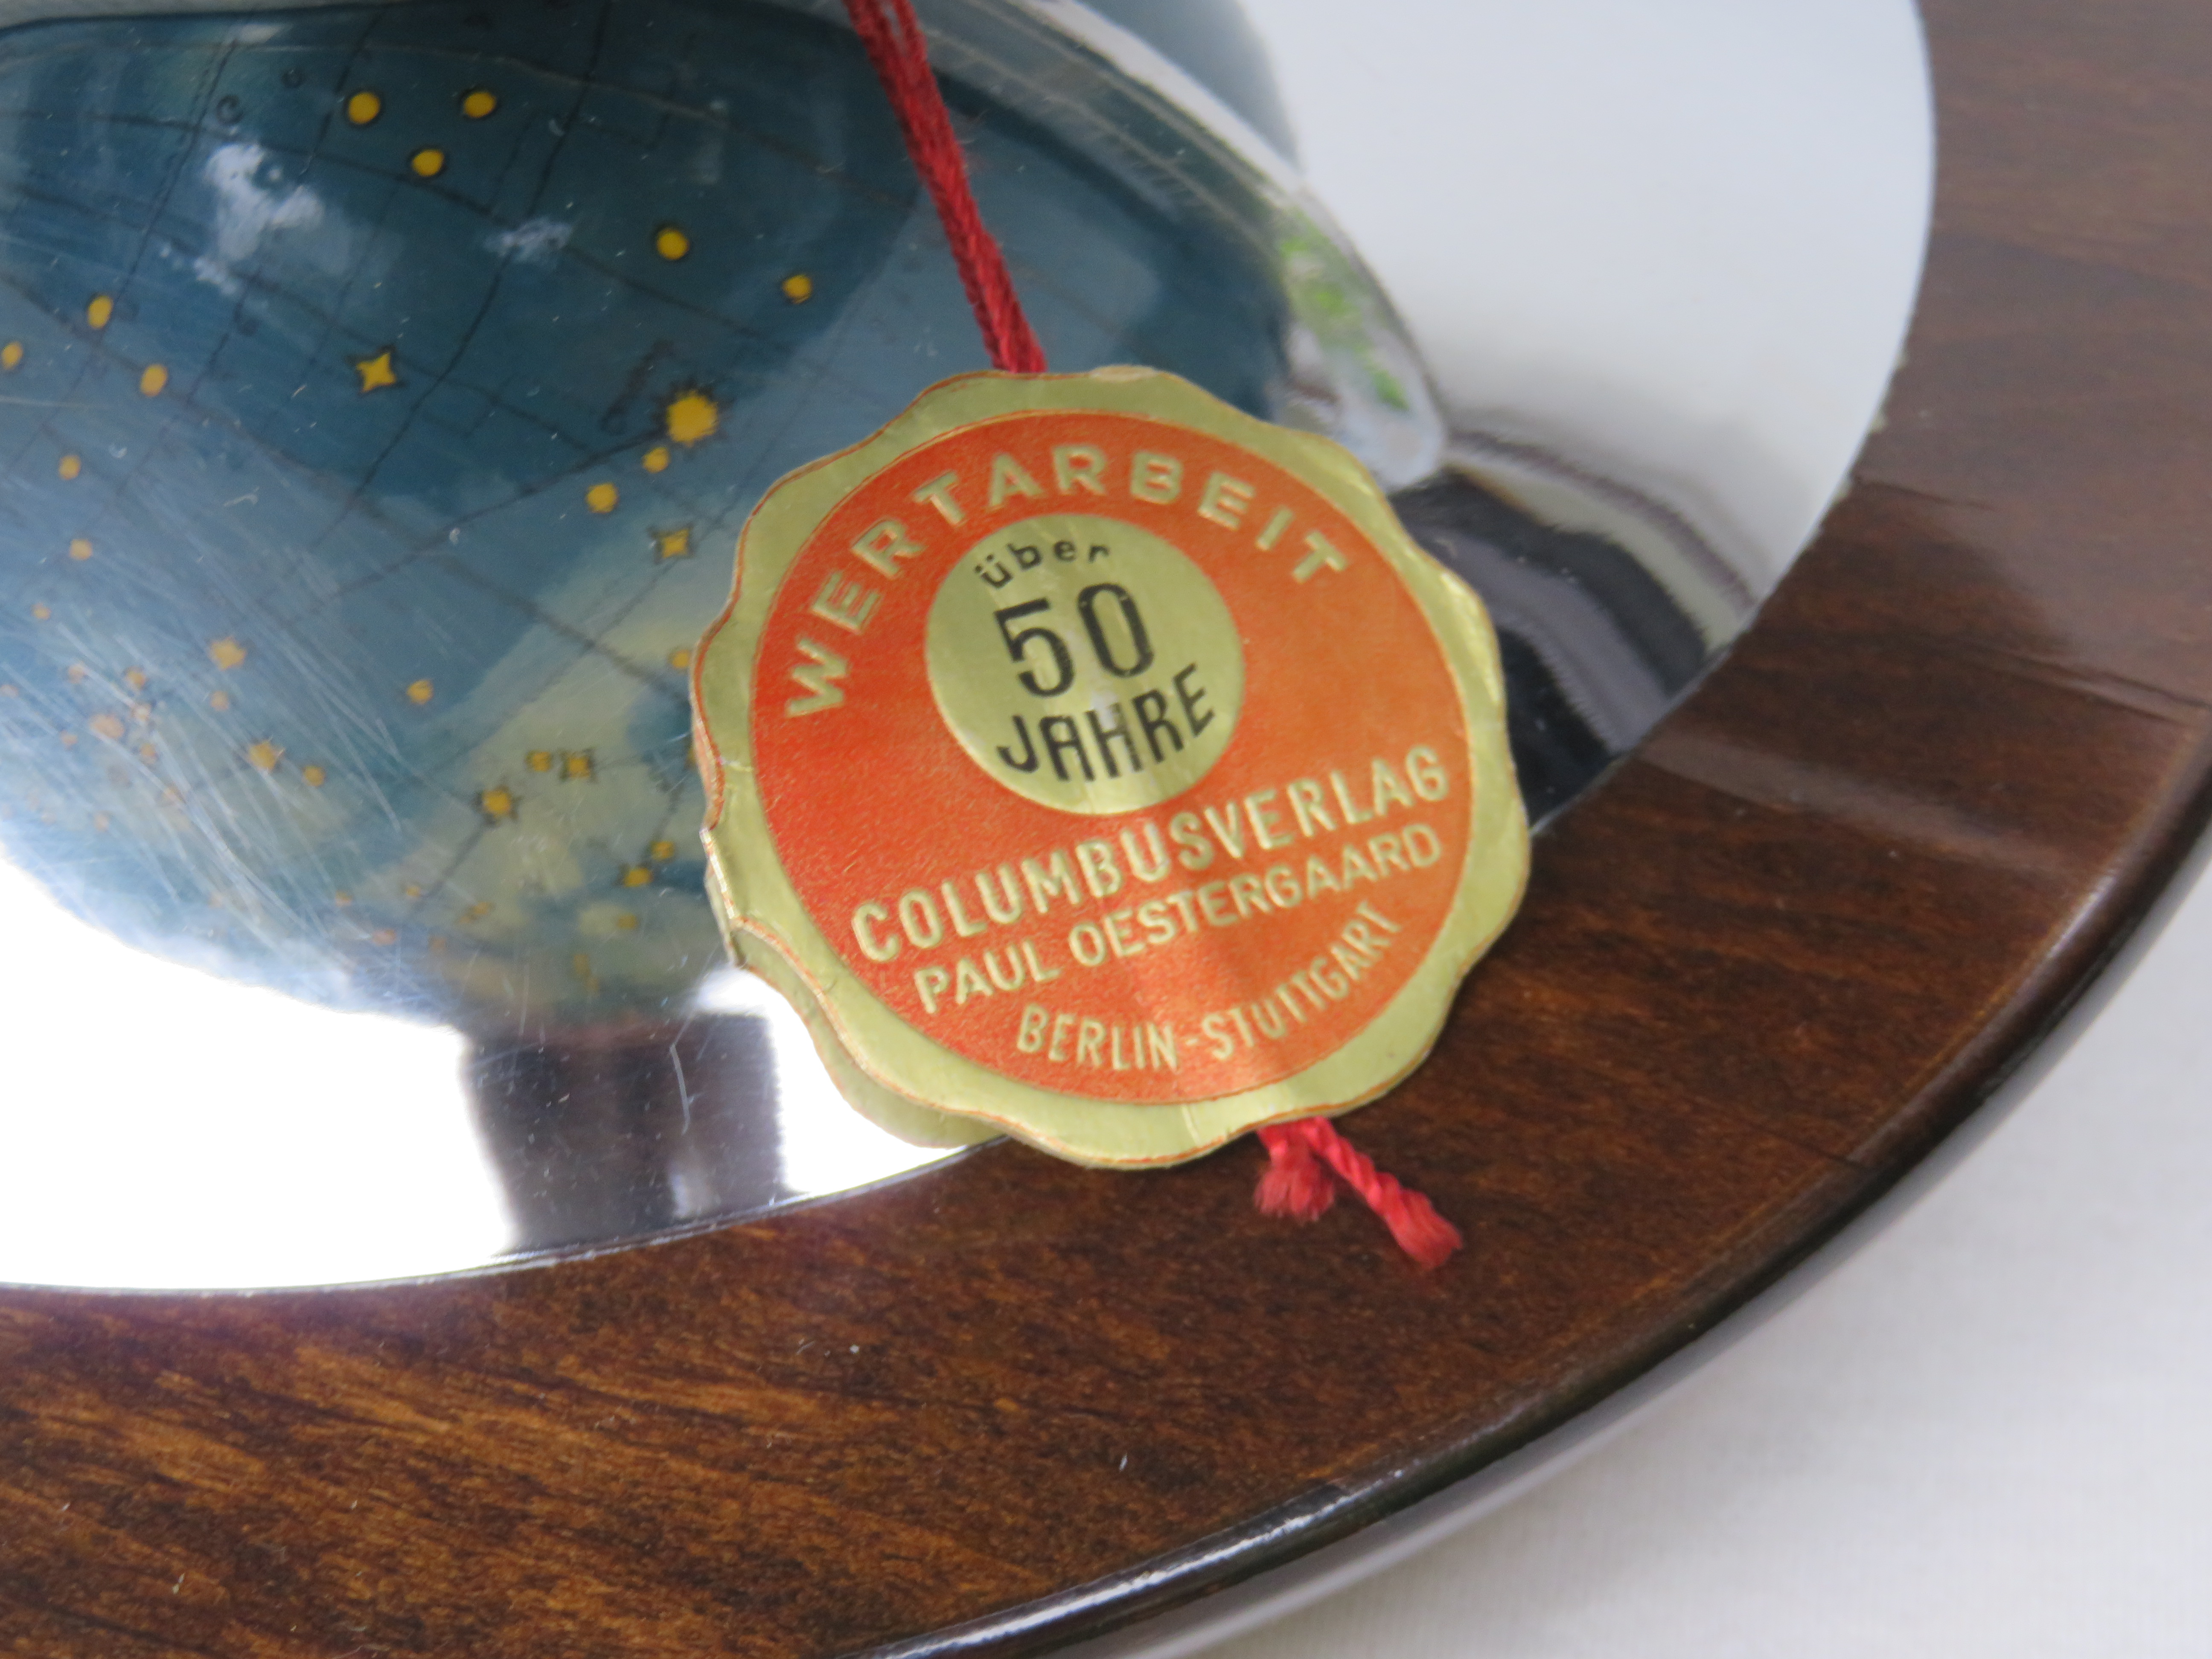 WERTARBEIT
über
50
JAHRE
COLUMBUSVERLAG
PAUL OESTERGAARD
BERLIN-STUTTGART